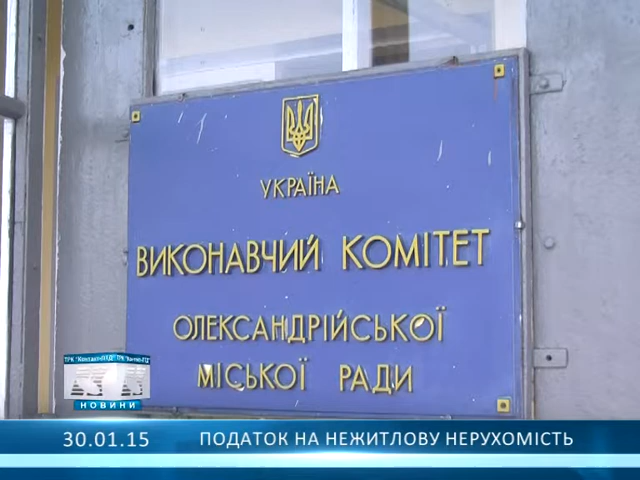 УКРАЇНА
ВИКОНАВЧИЙ КОМІТЕТ
ОЛЕКСАНДРІЙСЬКОЇ
МІСЬКОЇ РАДИ
НОВИНИ
30.01.15 ПОДАТОК НА НЕЖИТЛОВУ НЕРУХОМІСТЬ